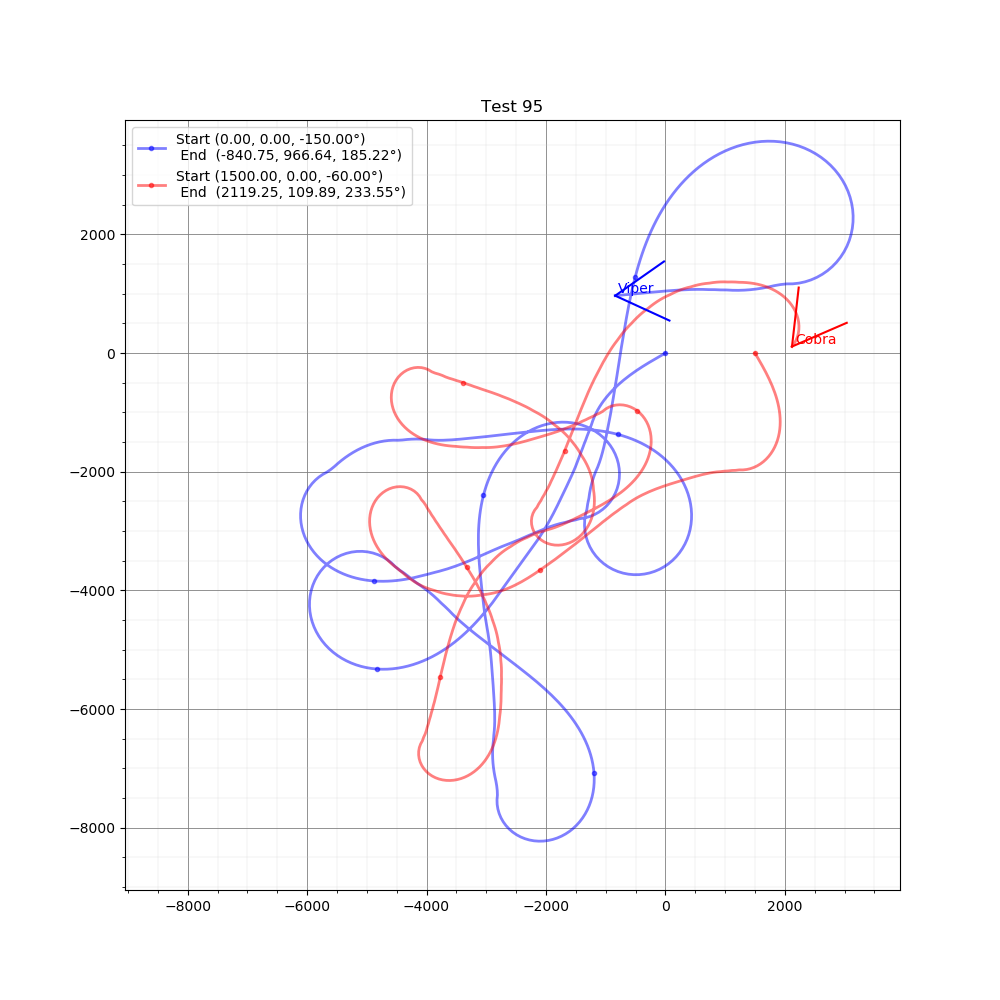 Test 95
Start (0.00, 0.00, -150.00°)
End  (-840.75, 966.64, 185.22°)
Start (1500.00, 0.00, -60.00°)
End  (2119.25, 109.89, 233.55°)
2000
0
−2000
−4000
−6000
−8000
Viper
Cobra
−8000 −6000 −4000 −2000 0 2000